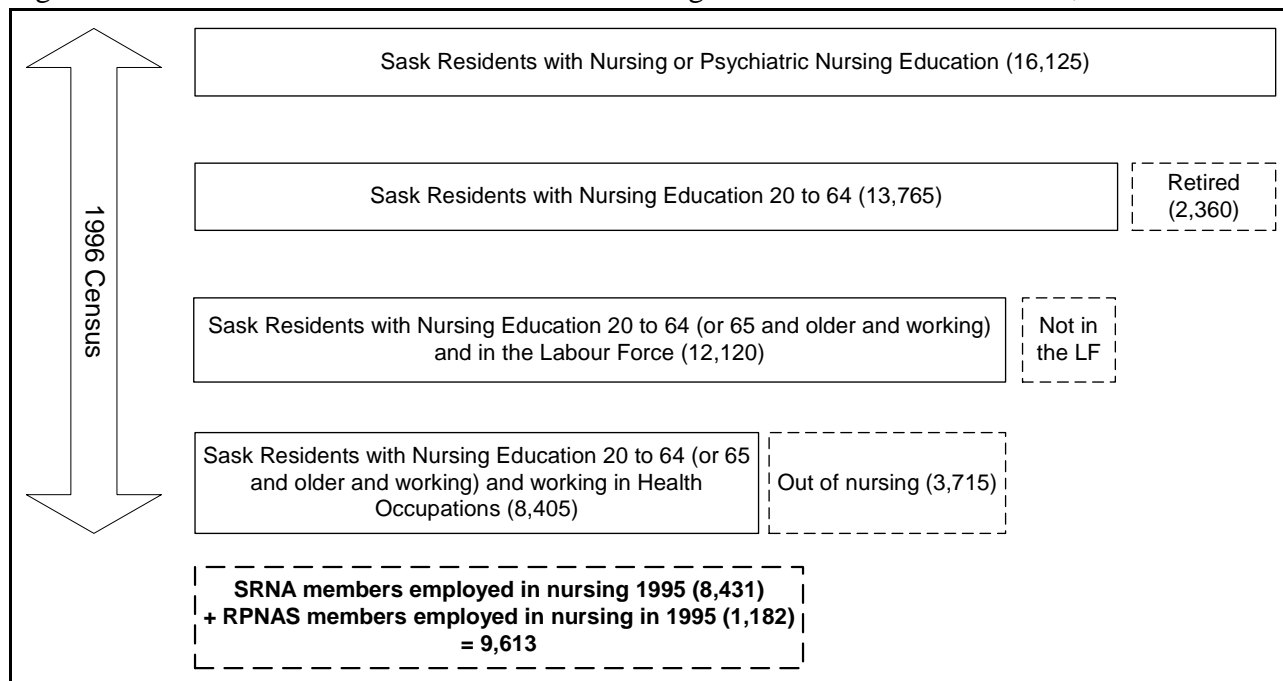 Sask Residents with Nursing or Psychiatric Nursing Education (16,125)
Sask Residents with Nursing Education 20 to 64 (13,765)
Retired
(2,360)
1996 Census
Sask Residents with Nursing Education 20 to 64 (or 65 and older and working)
and in the Labour Force (12,120)
Not in
the LF
Sask Residents with Nursing Education 20 to 64 (or 65
and older and working) and working in Health
Occupations (8,405)
Out of nursing (3,715)
SRNA members employed in nursing 1995 (8,431)
+ RPNAS members employed in nursing in 1995 (1,182)
= 9,613